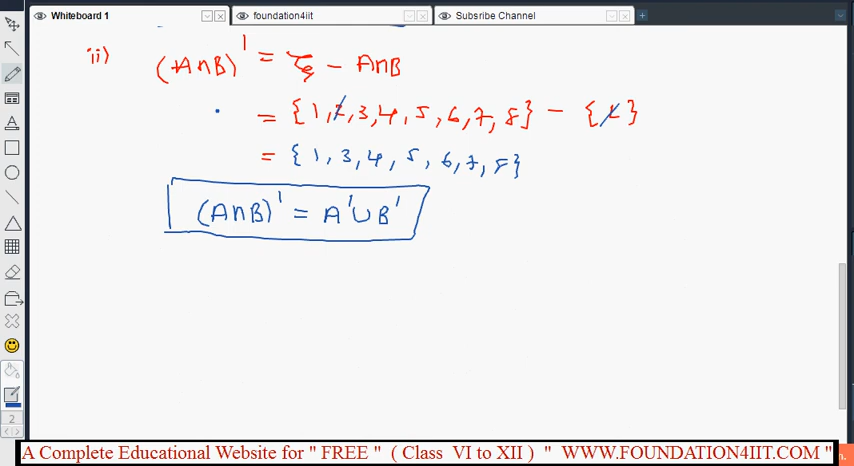 Whiteboard 1
foundation4iit
Subsribe Channel
ii) (A∩B)' = ξ - A∩B
= {1, 2, 3, 4, 5, 6, 7, 8} - {2}
= {1, 3, 4, 5, 6, 7, 8}
(A∩B)' = A'∪B'
2
A Complete Educational Website for " FREE " ( Class VI to XII ) " WWW.FOUNDATION4IIT.COM "